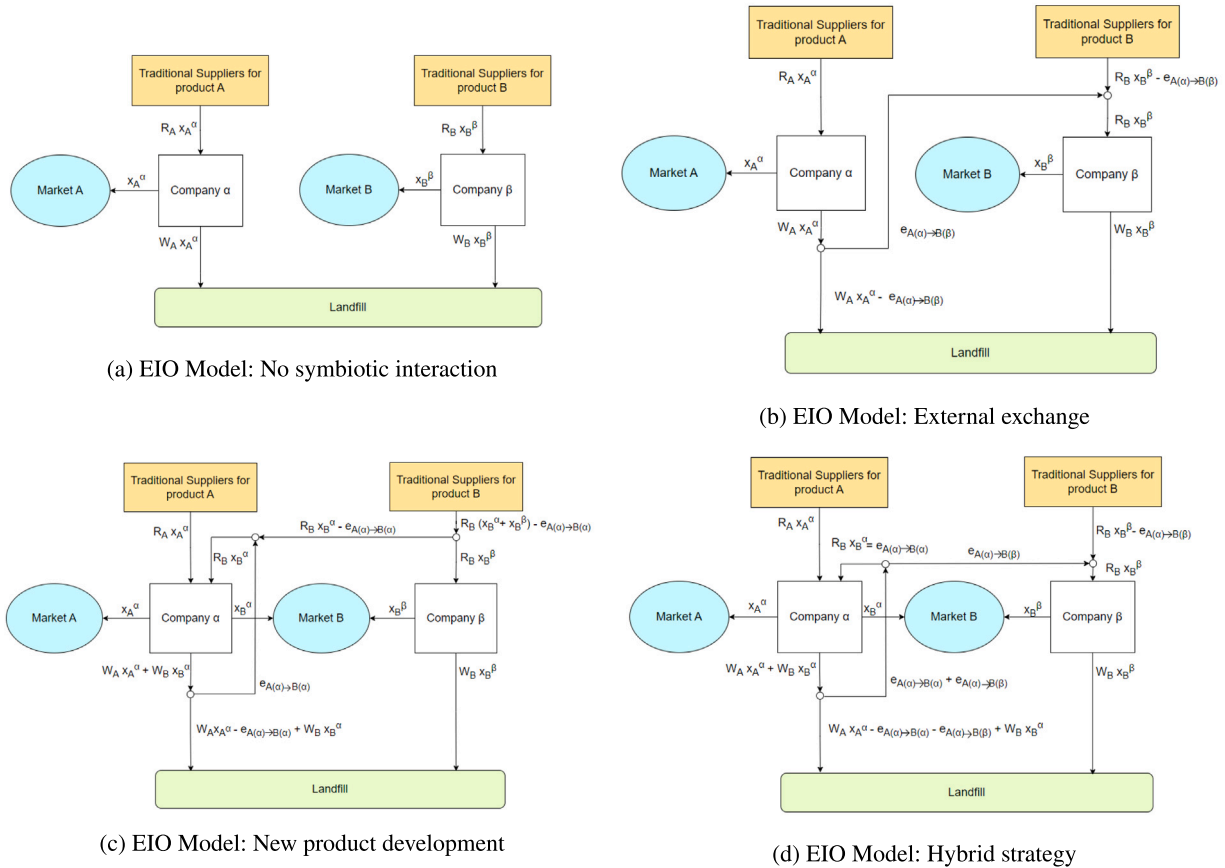 Traditional Suppliers for
product A
Traditional Suppliers for
product B
R_A x_A^α
R_B x_B^β
Market A
x_A^α
Company α
Market B
x_B^β
Company β
W_A x_A^α
W_B x_B^β
Landfill
(a) EIO Model: No symbiotic interaction
Traditional Suppliers for
product A
Traditional Suppliers for
product B
R_A x_A^α
R_B x_B^β - e_A(α)→B(β)
R_B x_B^β
Market A
x_A^α
Company α
Market B
x_B^β
Company β
W_A x_A^α
e_A(α)→B(β)
W_B x_B^β
W_A x_A^α - e_A(α)→B(β)
Landfill
(b) EIO Model: External exchange
Traditional Suppliers for
product A
Traditional Suppliers for
product B
R_A x_A^α
R_B x_B^α - e_A(α)→B(α)
R_B (x_B^α + x_B^β) - e_A(α)→B(α)
R_B x_B^α
R_B x_B^β
Market A
x_A^α
Company α
x_B^α
Market B
x_B^β
Company β
W_A x_A^α + W_B x_B^α
e_A(α)→B(α)
W_B x_B^β
W_A x_A^α - e_A(α)→B(α) + W_B x_B^α
Landfill
(c) EIO Model: New product development
Traditional Suppliers for
product A
Traditional Suppliers for
product B
R_A x_A^α
R_B x_B^α = e_A(α)→B(α)
e_A(α)→B(β)
R_B x_B^β - e_A(α)→B(β)
R_B x_B^β
Market A
x_A^α
Company α
x_B^α
Market B
x_B^β
Company β
W_A x_A^α + W_B x_B^α
e_A(α)→B(α) + e_A(α)→B(β)
W_B x_B^β
W_A x_A^α - e_A(α)→B(α) - e_A(α)→B(β) + W_B x_B^α
Landfill
(d) EIO Model: Hybrid strategy